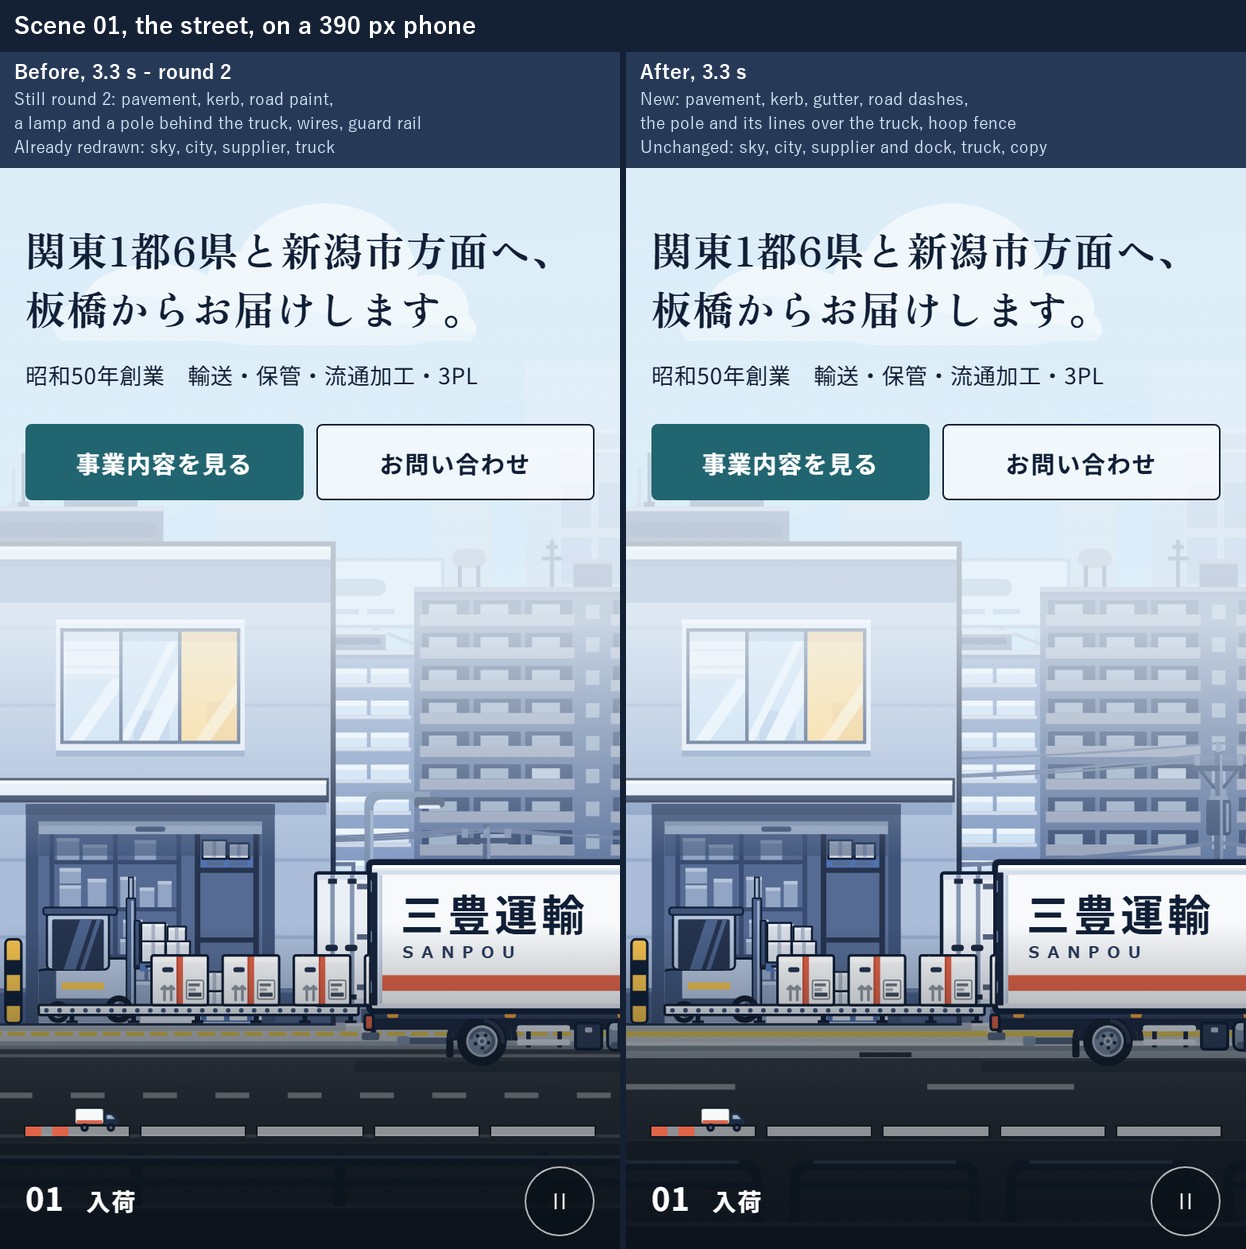 Scene 01, the street, on a 390 px phone
Before, 3.3 s - round 2
Still round 2: pavement, kerb, road paint,
a lamp and a pole behind the truck, wires, guard rail
Already redrawn: sky, city, supplier, truck
関東1都6県と新潟市方面へ、
板橋からお届けします。
昭和50年創業　輸送・保管・流通加工・3PL
事業内容を見る
お問い合わせ
三豊運輸
SANPOU
01 入荷
After, 3.3 s
New: pavement, kerb, gutter, road dashes,
the pole and its lines over the truck, hoop fence
Unchanged: sky, city, supplier and dock, truck, copy
関東1都6県と新潟市方面へ、
板橋からお届けします。
昭和50年創業　輸送・保管・流通加工・3PL
事業内容を見る
お問い合わせ
三豊運輸
SANPOU
01 入荷